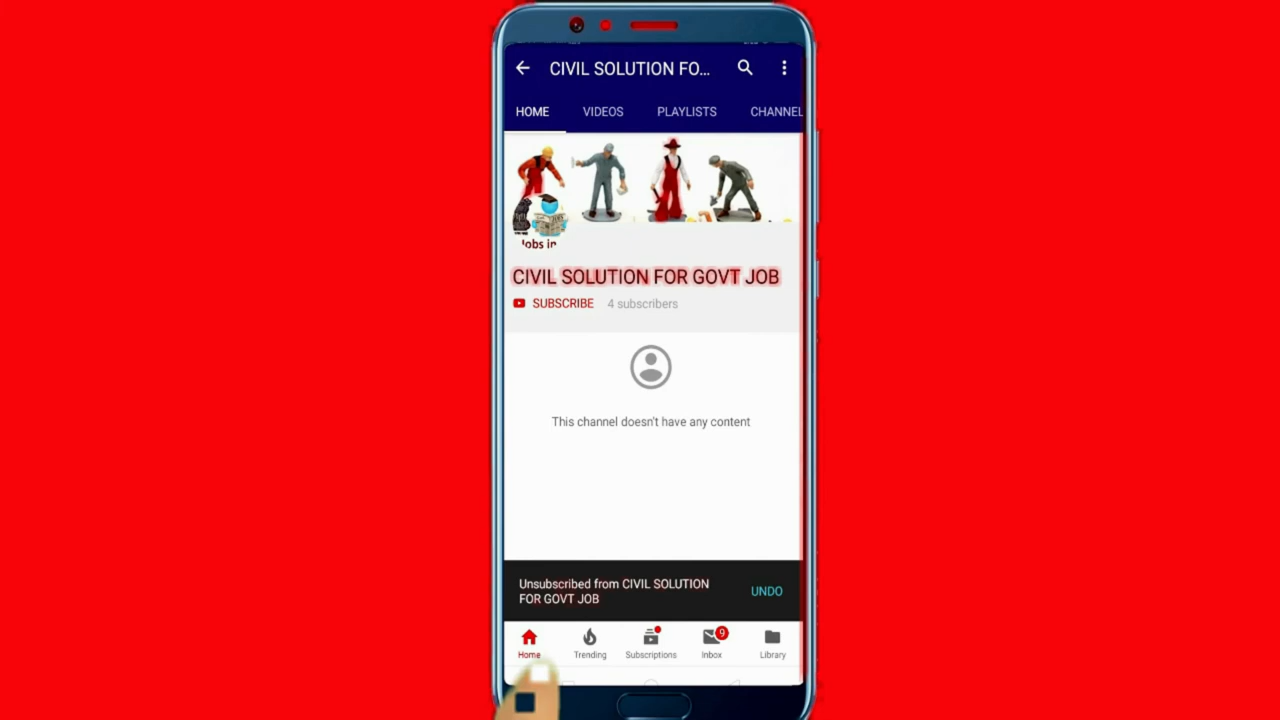 CIVIL SOLUTION FO...
HOME VIDEOS PLAYLISTS CHANNEL
Jobs in
CIVIL SOLUTION FOR GOVT JOB
SUBSCRIBE 4 subscribers
This channel doesn't have any content
Unsubscribed from CIVIL SOLUTION
FOR GOVT JOB
UNDO
9
Home Trending Subscriptions Inbox Library